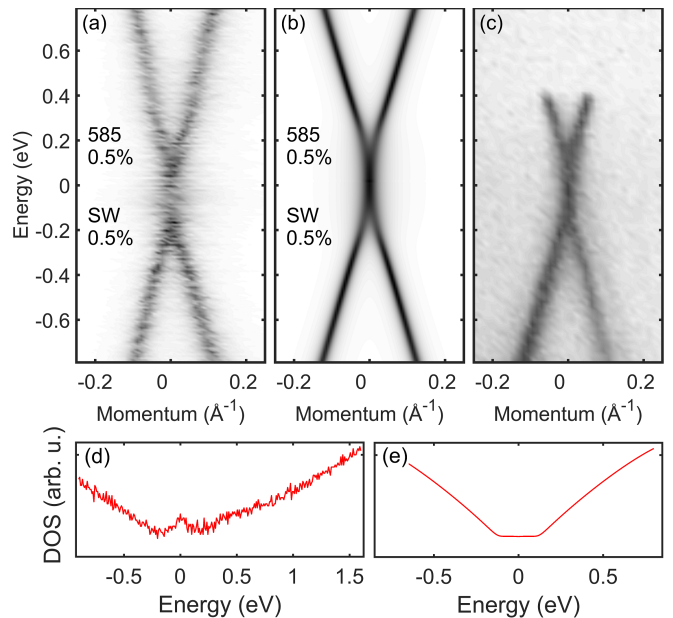 (a) (b) (c)
0.6
0.4
0.2
0
-0.2
-0.4
-0.6
Energy (eV)
585
0.5%
SW
0.5%
585
0.5%
SW
0.5%
-0.2 0 0.2
-0.2 0 0.2
-0.2 0 0.2
Momentum (Å-1)
Momentum (Å-1)
Momentum (Å-1)
(d)
DOS (arb. u.)
-0.5 0 0.5 1 1.5
Energy (eV)
(e)
-0.5 0 0.5
Energy (eV)